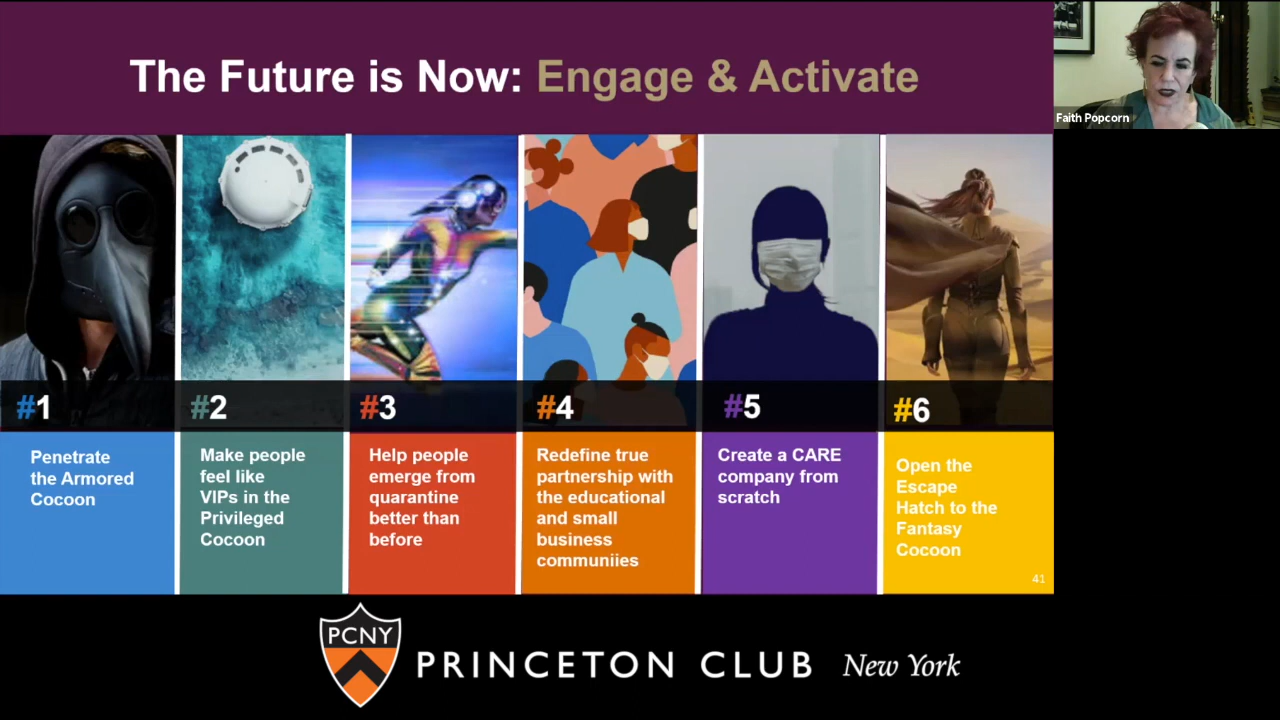 The Future is Now: Engage & Activate
Faith Popcorn
#1
Penetrate
the Armored
Cocoon
#2
Make people
feel like
VIPs in the
Privileged
Cocoon
#3
Help people
emerge from
quarantine
better than
before
#4
Redefine true
partnership with
the educational
and small
business
communiies
#5
Create a CARE
company from
scratch
#6
Open the
Escape
Hatch to the
Fantasy
Cocoon
41
PCNY
PRINCETON CLUB New York